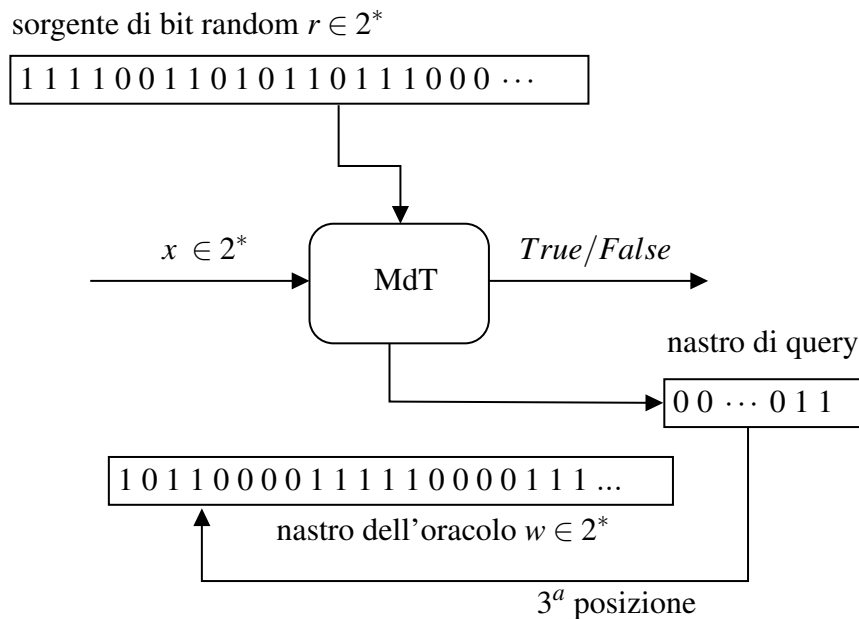 sorgente di bit random r ∈ 2*
1 1 1 1 0 0 1 1 0 1 0 1 1 0 1 1 1 0 0 0 ⋯
x ∈ 2*
True/False
MdT
nastro di query
0 0 ⋯ 0 1 1
1 0 1 1 0 0 0 0 1 1 1 1 1 0 0 0 0 1 1 1 ...
nastro dell'oracolo w ∈ 2*
3ᵃ posizione